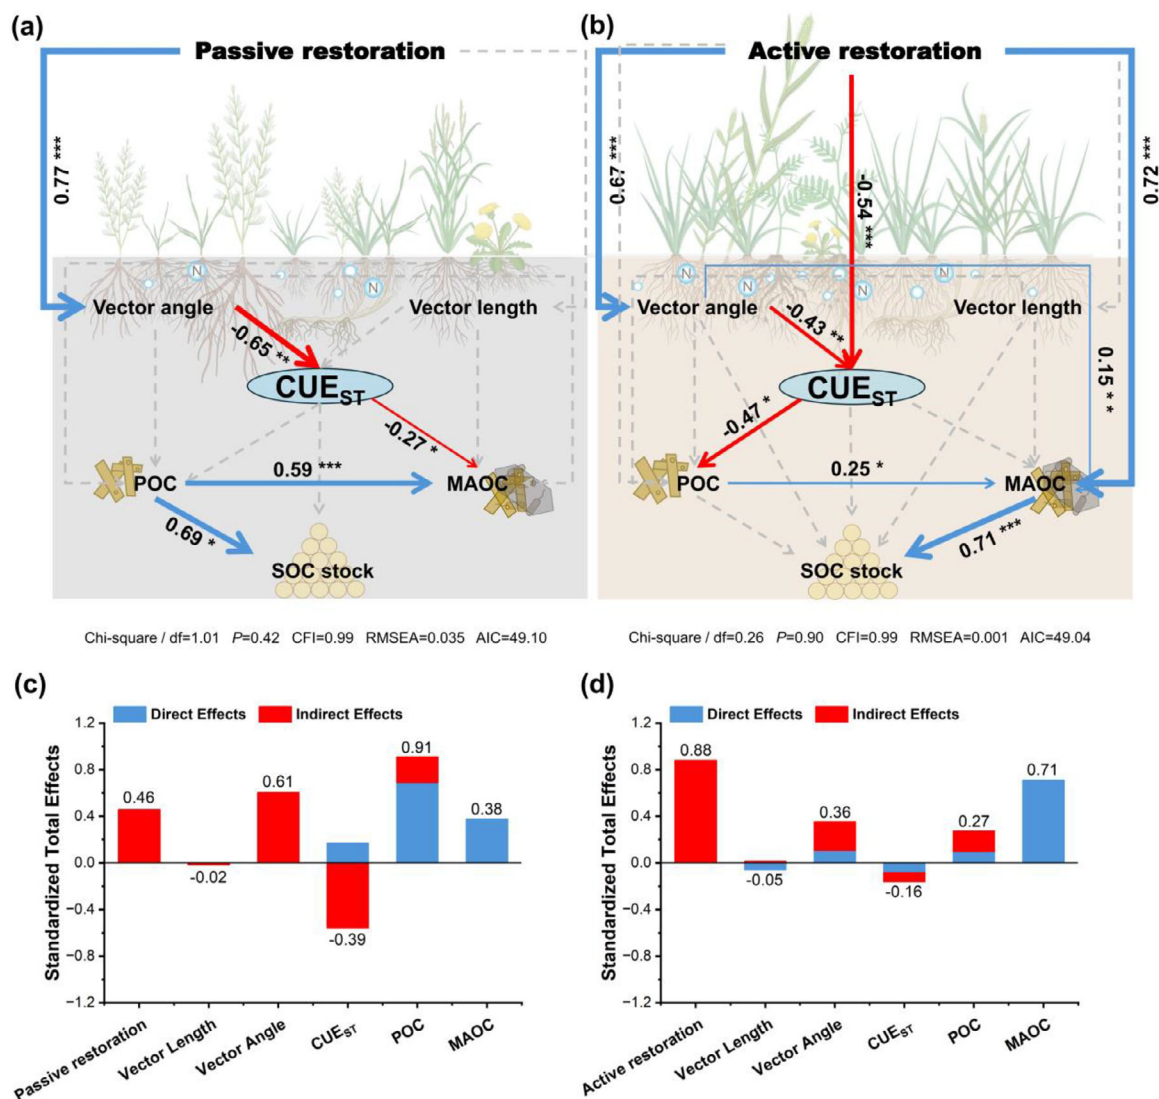 (a)
Passive restoration
0.77 ***
N
N
Vector angle
Vector length
-0.65 **
CUEST
-0.27 *
POC
0.59 ***
MAOC
0.69 *
SOC stock
Chi-square / df=1.01 P=0.42 CFI=0.99 RMSEA=0.035 AIC=49.10
(b)
Active restoration
0.67 ***
-0.54 ***
0.72 ***
N
N
N
N
Vector angle
Vector length
-0.43 **
CUEST
0.15 * *
-0.47 *
POC
0.25 *
MAOC
0.71 ***
SOC stock
Chi-square / df=0.26 P=0.90 CFI=0.99 RMSEA=0.001 AIC=49.04
(c)
Direct Effects Indirect Effects
Standardized Total Effects
1.2
0.8
0.4
0.0
−0.4
−0.8
−1.2
0.46
-0.02
0.61
-0.39
0.91
0.38
Passive restoration
Vector Length
Vector Angle
CUEST
POC
MAOC
(d)
Direct Effects Indirect Effects
Standardized Total Effects
1.2
0.8
0.4
0.0
−0.4
−0.8
−1.2
0.88
-0.05
0.36
-0.16
0.27
0.71
Active restoration
Vector Length
Vector Angle
CUEST
POC
MAOC